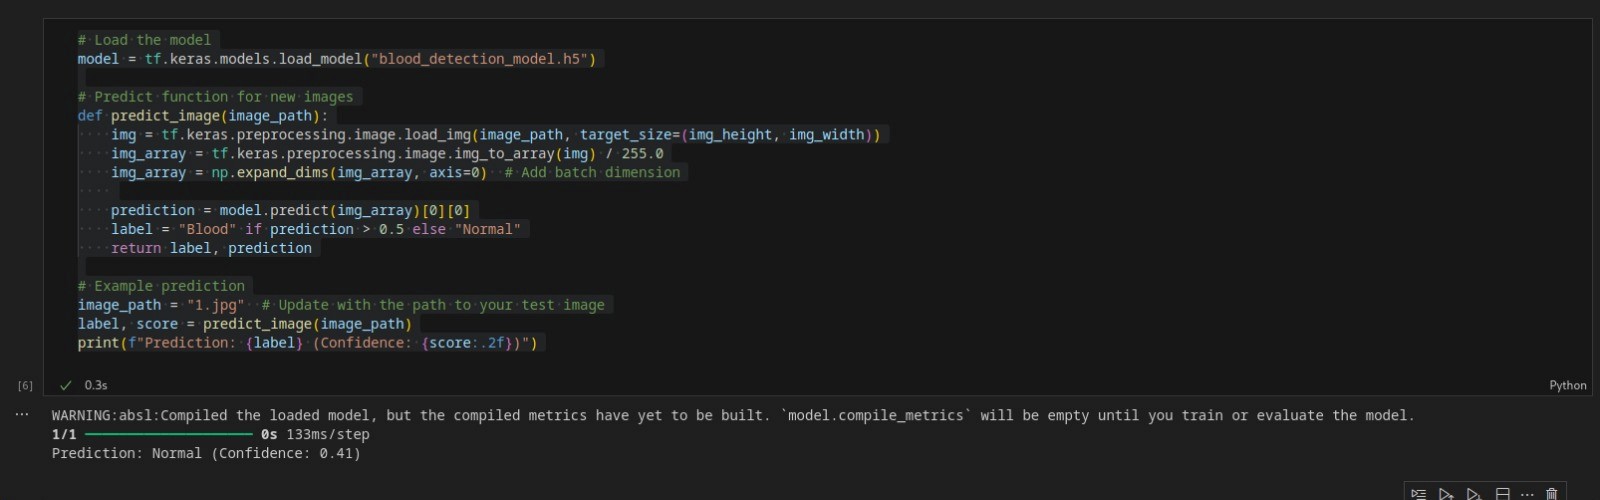 # Load the model
model = tf.keras.models.load_model("blood_detection_model.h5")
# Predict function for new images
def predict_image(image_path):
    img = tf.keras.preprocessing.image.load_img(image_path, target_size=(img_height, img_width))
    img_array = tf.keras.preprocessing.image.img_to_array(img) / 255.0
    img_array = np.expand_dims(img_array, axis=0)  # Add batch dimension
    prediction = model.predict(img_array)[0][0]
    label = "Blood" if prediction > 0.5 else "Normal"
    return label, prediction
# Example prediction
image_path = "1.jpg"  # Update with the path to your test image
label, score = predict_image(image_path)
print(f"Prediction: {label} (Confidence: {score:.2f})")
[6] 0.3s Python
WARNING:absl:Compiled the loaded model, but the compiled metrics have yet to be built. `model.compile_metrics` will be empty until you train or evaluate the model.
1/1 0s 133ms/step
Prediction: Normal (Confidence: 0.41)